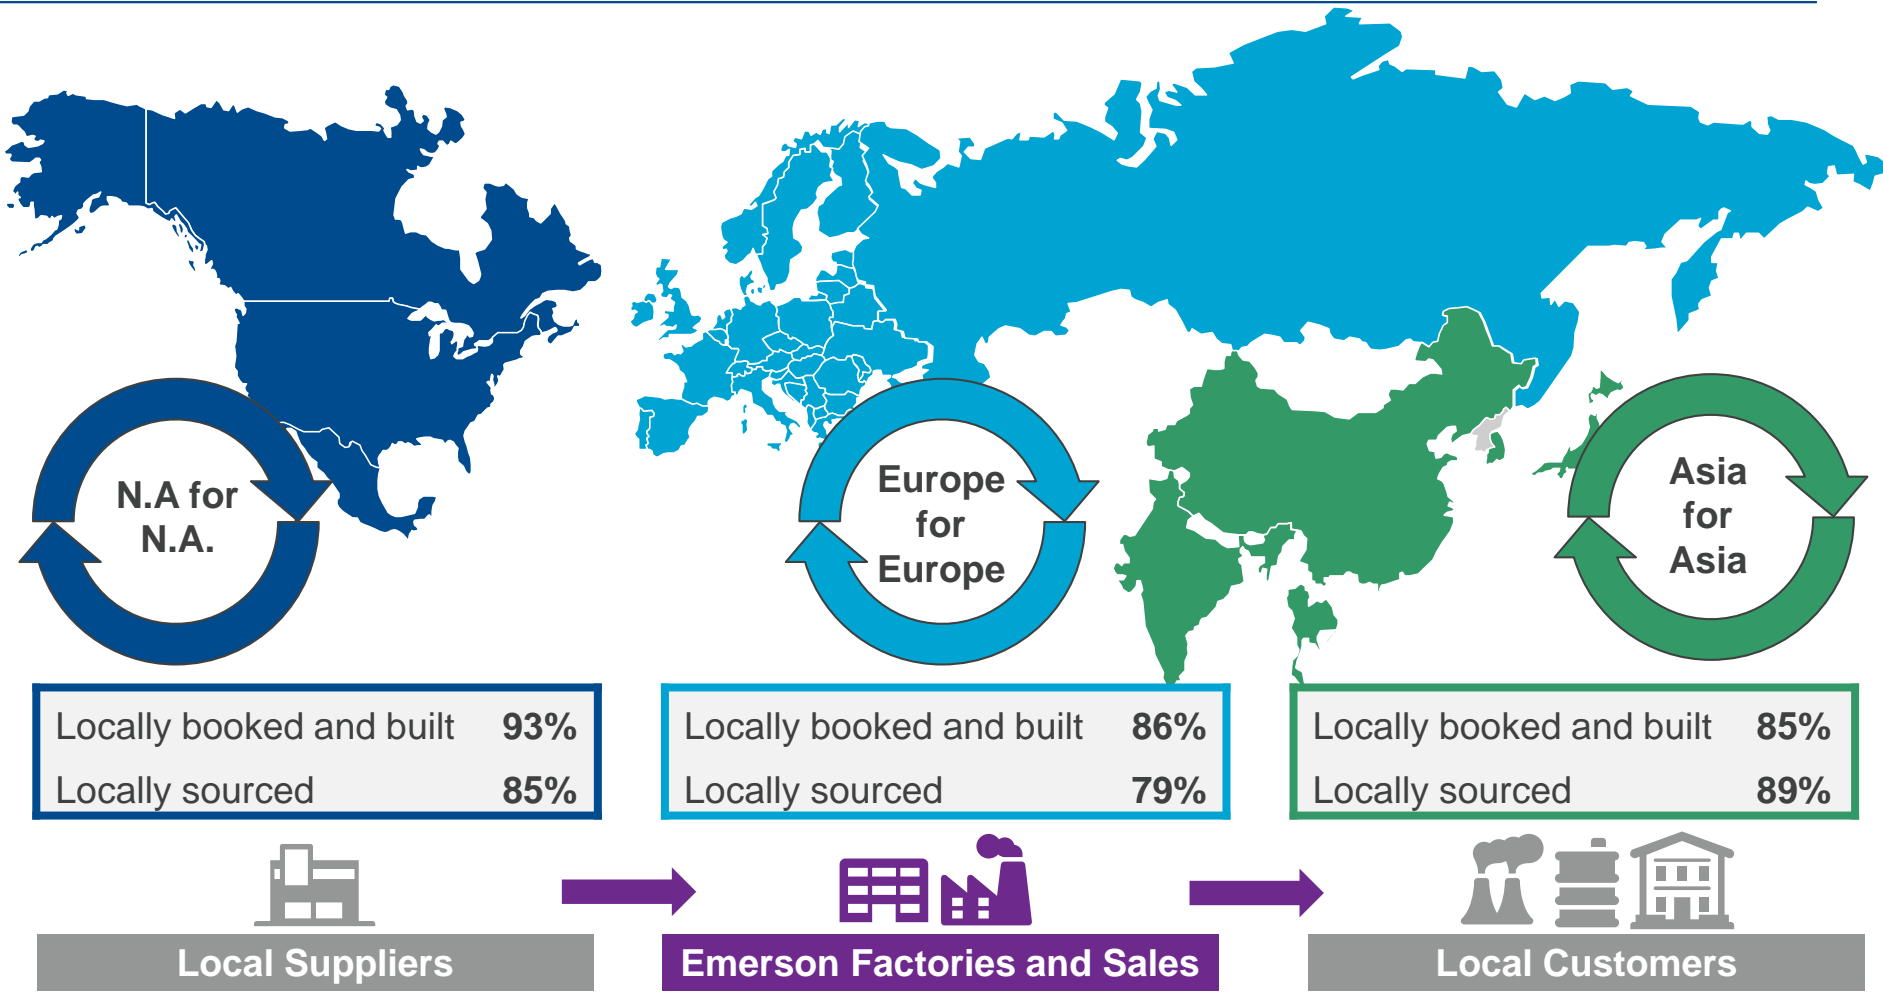 N.A for
N.A.
Europe
for
Europe
Asia
for
Asia
Locally booked and built 93%
Locally sourced 85%
Locally booked and built 86%
Locally sourced 79%
Locally booked and built 85%
Locally sourced 89%
Local Suppliers
Emerson Factories and Sales
Local Customers